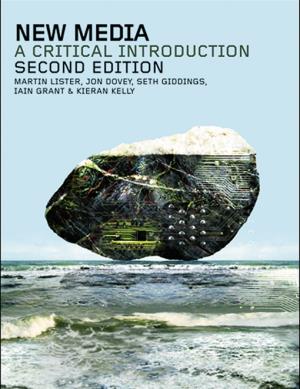 NEW MEDIA
A CRITICAL INTRODUCTION
SECOND EDITION
MARTIN LISTER, JON DOVEY, SETH GIDDINGS,
IAIN GRANT & KIERAN KELLY